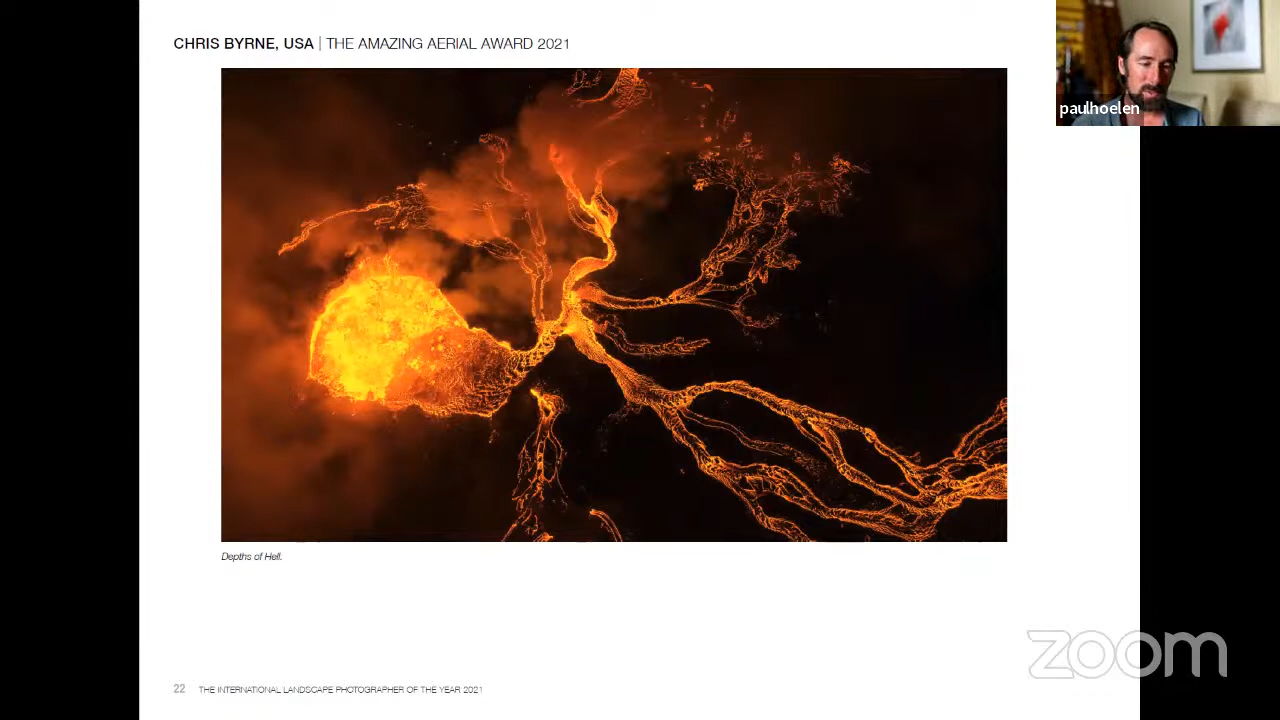 CHRIS BYRNE, USA | THE AMAZING AERIAL AWARD 2021
paulhoelen
Depths of Hell.
zoom
22 THE INTERNATIONAL LANDSCAPE PHOTOGRAPHER OF THE YEAR 2021